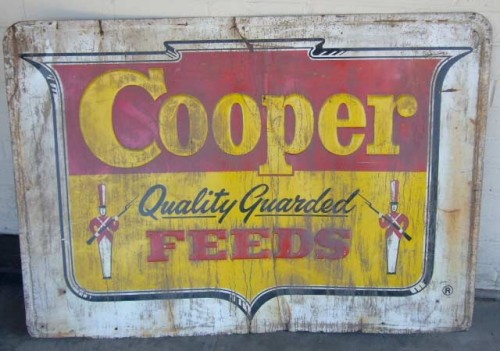 Cooper
Quality Guarded
FEEDS
®